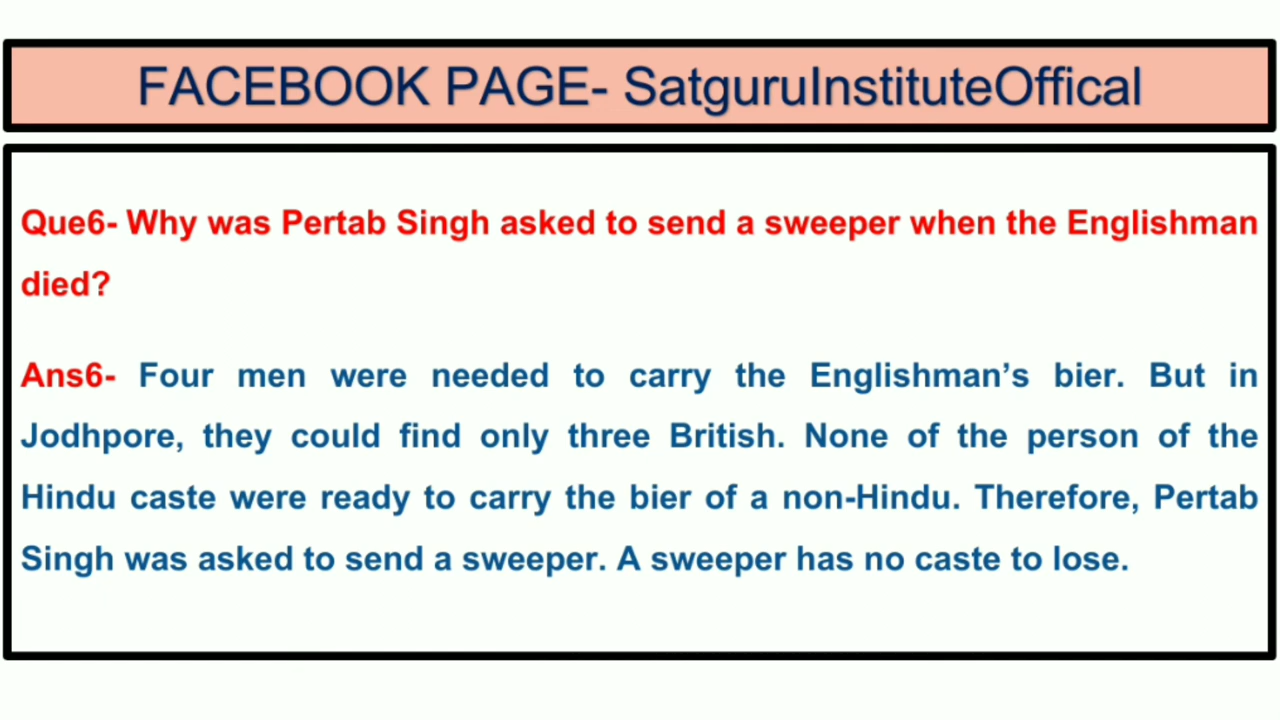 FACEBOOK PAGE- SatguruInstituteOffical
Que6- Why was Pertab Singh asked to send a sweeper when the Englishman
died?
Ans6- Four men were needed to carry the Englishman’s bier. But in
Jodhpore, they could find only three British. None of the person of the
Hindu caste were ready to carry the bier of a non-Hindu. Therefore, Pertab
Singh was asked to send a sweeper. A sweeper has no caste to lose.